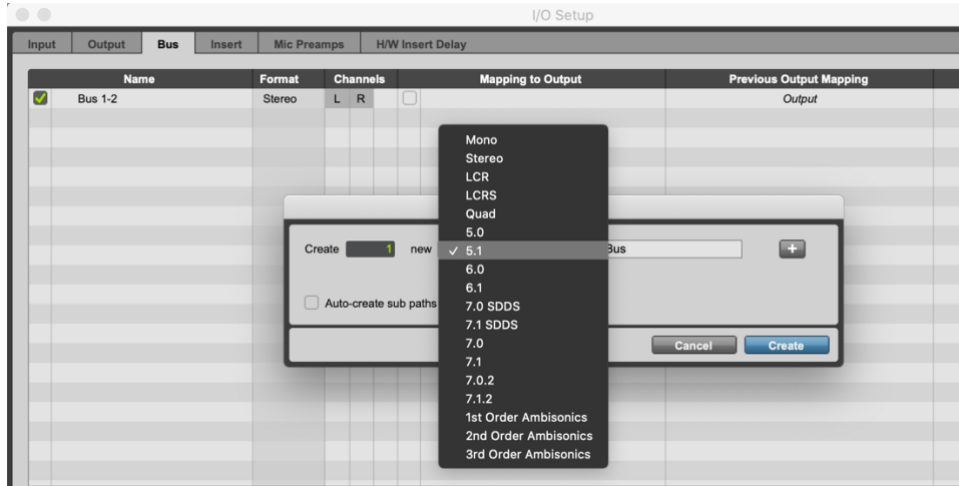 I/O Setup
Input Output Bus Insert Mic Preamps H/W Insert Delay
Name Format Channels Mapping to Output Previous Output Mapping
Bus 1-2 Stereo L R Output
Mono
Stereo
LCR
LCRS
Quad
5.0
Create 1 new ✓ 5.1 Bus
6.0
6.1
Auto-create sub paths
7.0 SDDS
7.1 SDDS
7.0
Cancel Create
7.1
7.0.2
7.1.2
1st Order Ambisonics
2nd Order Ambisonics
3rd Order Ambisonics